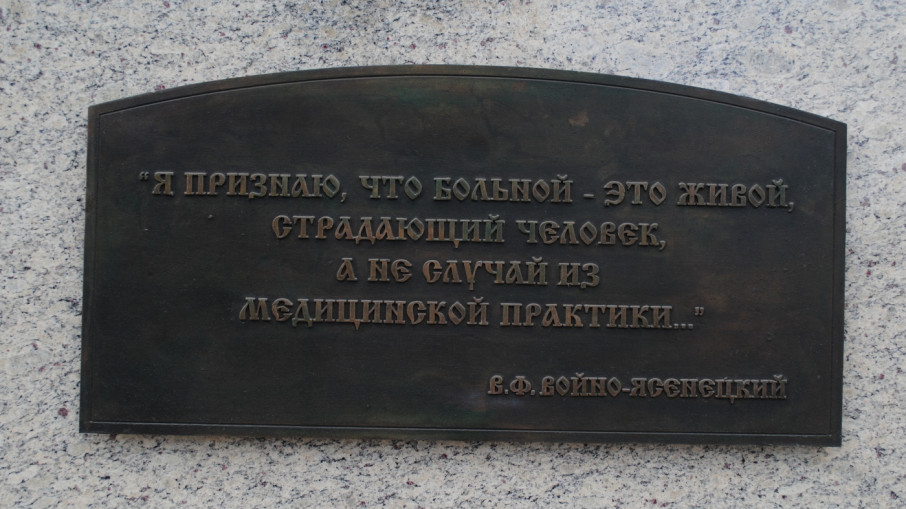 "Я ПРИЗНАЮ, ЧТО БОЛЬНОЙ - ЭТО ЖИВОЙ,
СТРАДАЮЩИЙ ЧЕЛОВЕК,
А НЕ СЛУЧАЙ ИЗ
МЕДИЦИНСКОЙ ПРАКТИКИ..."
В.Ф. ВОЙНО-ЯСЕНЕЦКИЙ